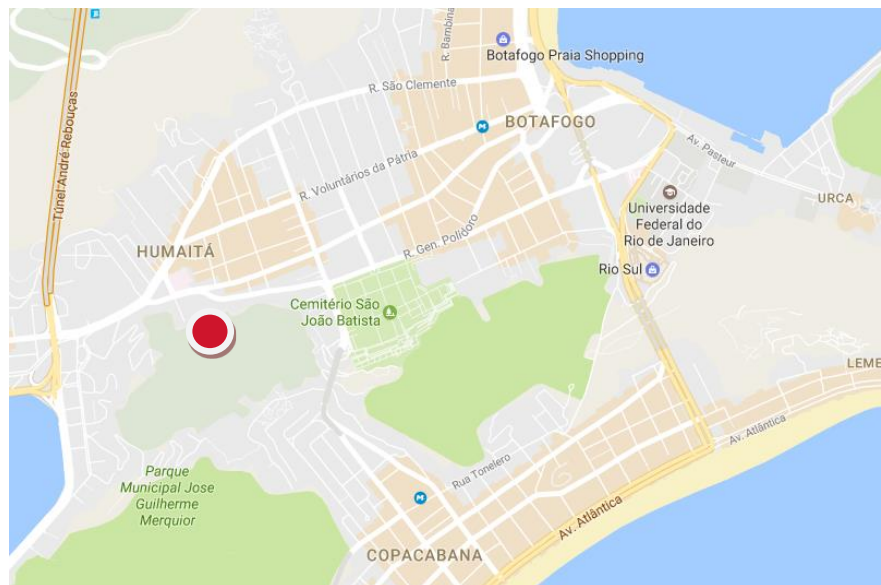 R. Bambina
Botafogo Praia Shopping
R. São Clemente
Túnel André Rebouças
BOTAFOGO
Av. Pasteur
R. Voluntários da Pátria
URCA
Universidade
Federal do
Rio de Janeiro
HUMAITÁ
R. Gen. Polidoro
Rio Sul
Cemitério São
João Batista
LEME
Av. Atlântica
Rua Tonelero
Parque
Municipal Jose
Guilherme
Merquior
Av. Atlântica
COPACABANA